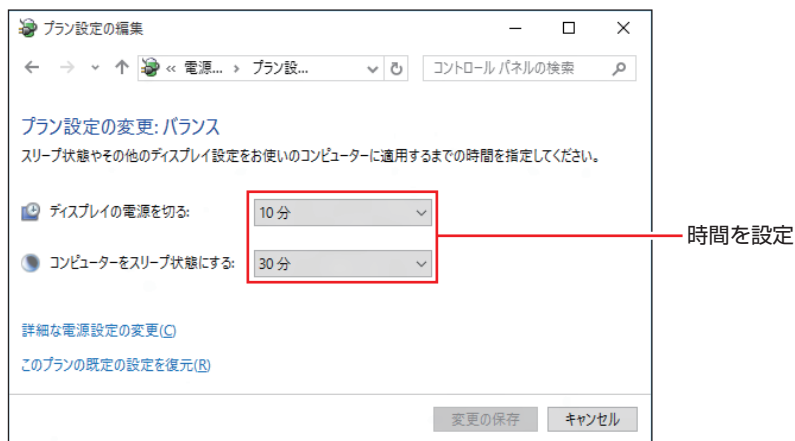 プラン設定の編集
« 電源... › プラン設...
コントロール パネルの検索
プラン設定の変更: バランス
スリープ状態やその他のディスプレイ設定をお使いのコンピューターに適用するまでの時間を指定してください。
ディスプレイの電源を切る: 10 分
時間を設定
コンピューターをスリープ状態にする: 30 分
詳細な電源設定の変更(C)
このプランの既定の設定を復元(R)
変更の保存 キャンセル